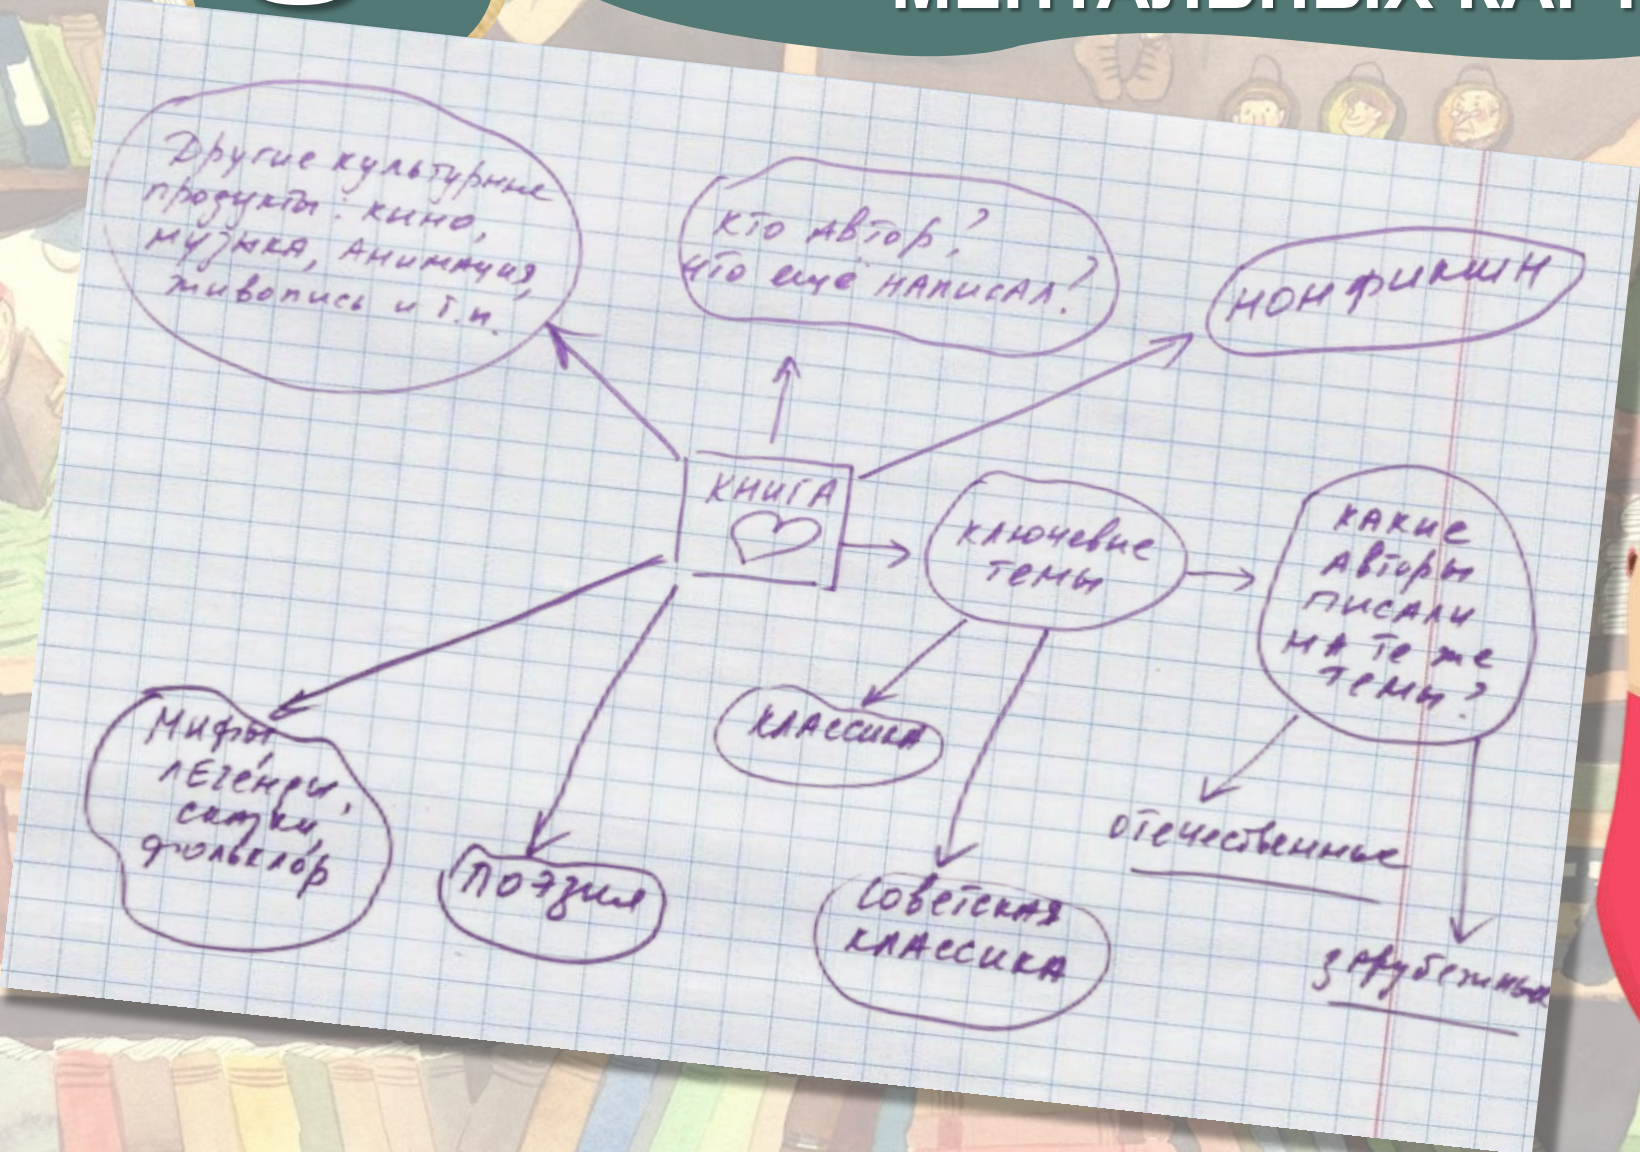 МЕНТАЛЬНЫХ КАРТ
Другие культурные
продукты: кино,
музыка, анимация,
живопись и т.п.
кто автор?
что ещё написал?
нонфикшн
книга
ключевые
темы
какие
авторы
писали
на те же
темы?
классика
Мифы,
легенды,
сказки,
фольклор
Поэзия
Советская
классика
отечественные
зарубежные